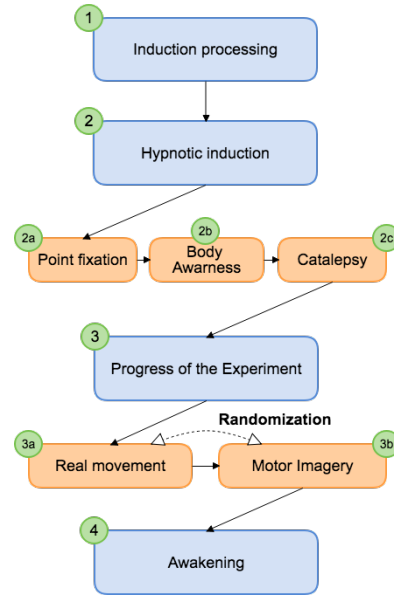 1
Induction processing
2
Hypnotic induction
2a
Point fixation
2b
Body
Awarness
2c
Catalepsy
3
Progress of the Experiment
Randomization
3a
Real movement
3b
Motor Imagery
4
Awakening